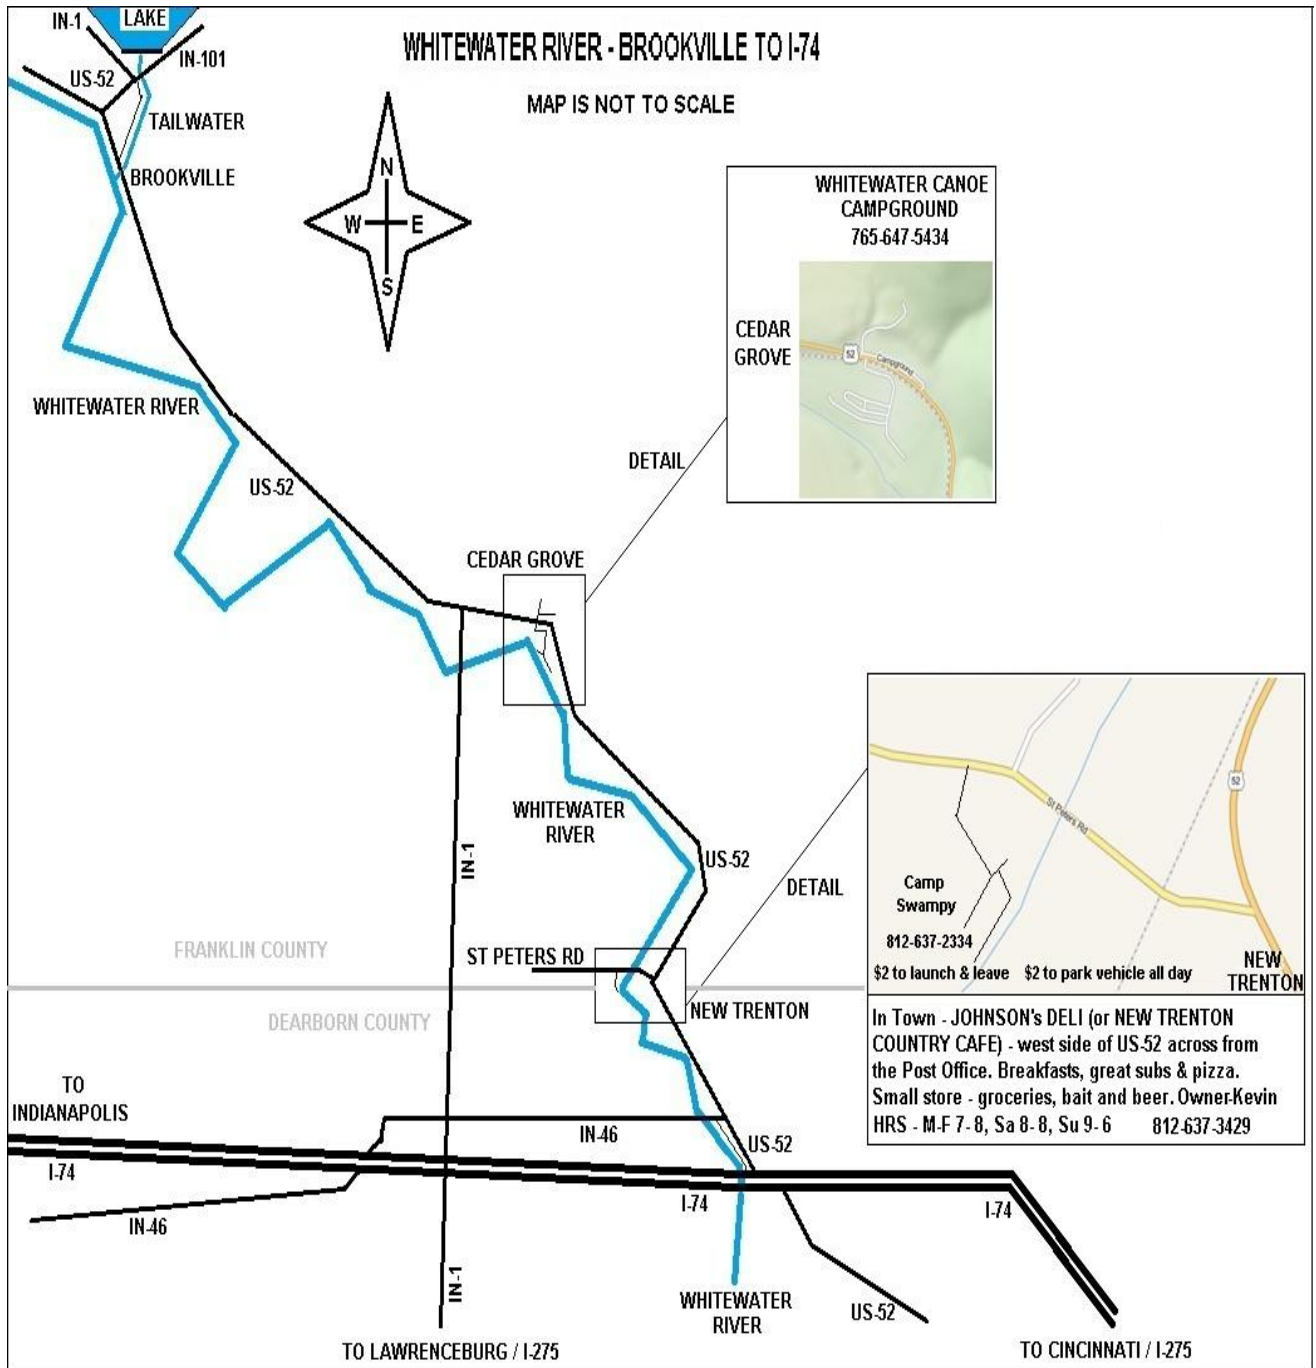 IN-1
LAKE
WHITEWATER RIVER - BROOKVILLE TO I-74
IN-101
US-52
MAP IS NOT TO SCALE
TAILWATER
BROOKVILLE
N
W E
S
WHITEWATER CANOE
CAMPGROUND
765-647-5434
CEDAR
GROVE
52
Campground
WHITEWATER RIVER
DETAIL
US-52
CEDAR GROVE
WHITEWATER
RIVER
IN-1
US-52
DETAIL
52
St Peters Rd
Camp
Swampy
812-637-2334
$2 to launch & leave $2 to park vehicle all day
NEW
TRENTON
FRANKLIN COUNTY
ST PETERS RD
NEW TRENTON
DEARBORN COUNTY
In Town - JOHNSON's DELI (or NEW TRENTON
COUNTRY CAFE) - west side of US-52 across from
the Post Office. Breakfasts, great subs & pizza.
Small store - groceries, bait and beer. Owner-Kevin
HRS - M-F 7- 8, Sa 8- 8, Su 9- 6 812-637-3429
TO
INDIANAPOLIS
IN-46
US-52
I-74
I-74
I-74
IN-46
IN-1
WHITEWATER
RIVER
US-52
TO LAWRENCEBURG / I-275
TO CINCINNATI / I-275